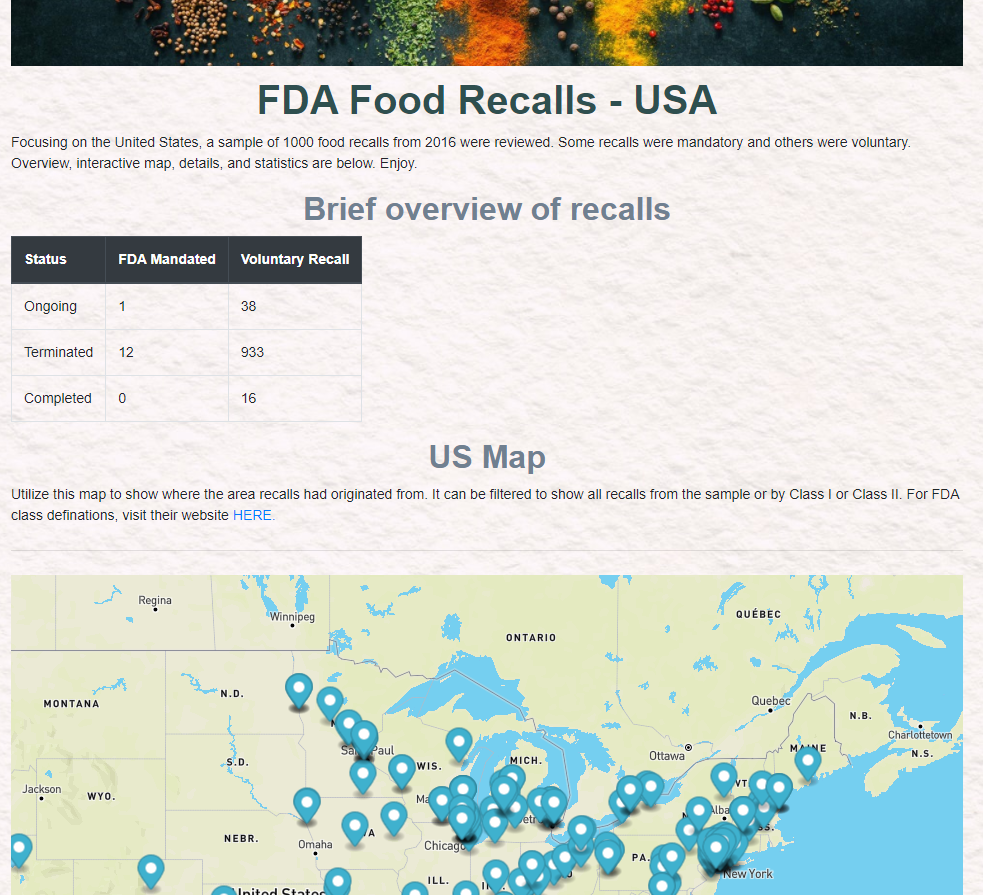 FDA Food Recalls - USA
Focusing on the United States, a sample of 1000 food recalls from 2016 were reviewed. Some recalls were mandatory and others were voluntary.
Overview, interactive map, details, and statistics are below. Enjoy.
Brief overview of recalls
Status FDA Mandated Voluntary Recall
Ongoing 1 38
Terminated 12 933
Completed 0 16
US Map
Utilize this map to show where the area recalls had originated from. It can be filtered to show all recalls from the sample or by Class I or Class II. For FDA
class definations, visit their website HERE.
Regina
Winnipeg
ONTARIO
QUÉBEC
N.D.
MONTANA
Quebec
N.B.
Charlottetown
Ottawa
MAINE
N.S.
S.D.
WIS.
MICH.
VT.
Jackson
WYO.
NEBR.
Omaha
Chicago
PA.
New York
ILL.
United States